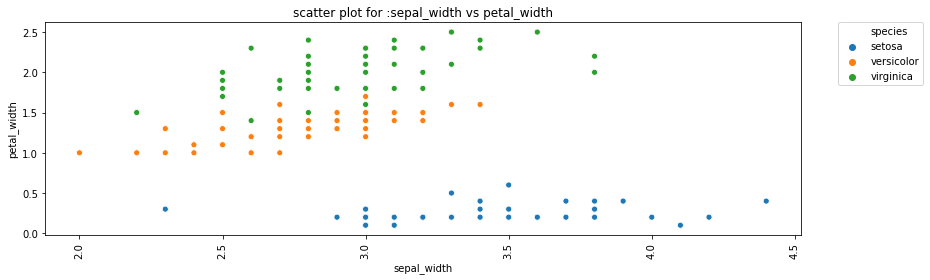 scatter plot for :sepal_width vs petal_width
species
setosa
versicolor
virginica
petal_width
2.5
2.0
1.5
1.0
0.5
0.0
2.0
2.5
3.0
3.5
4.0
4.5
sepal_width